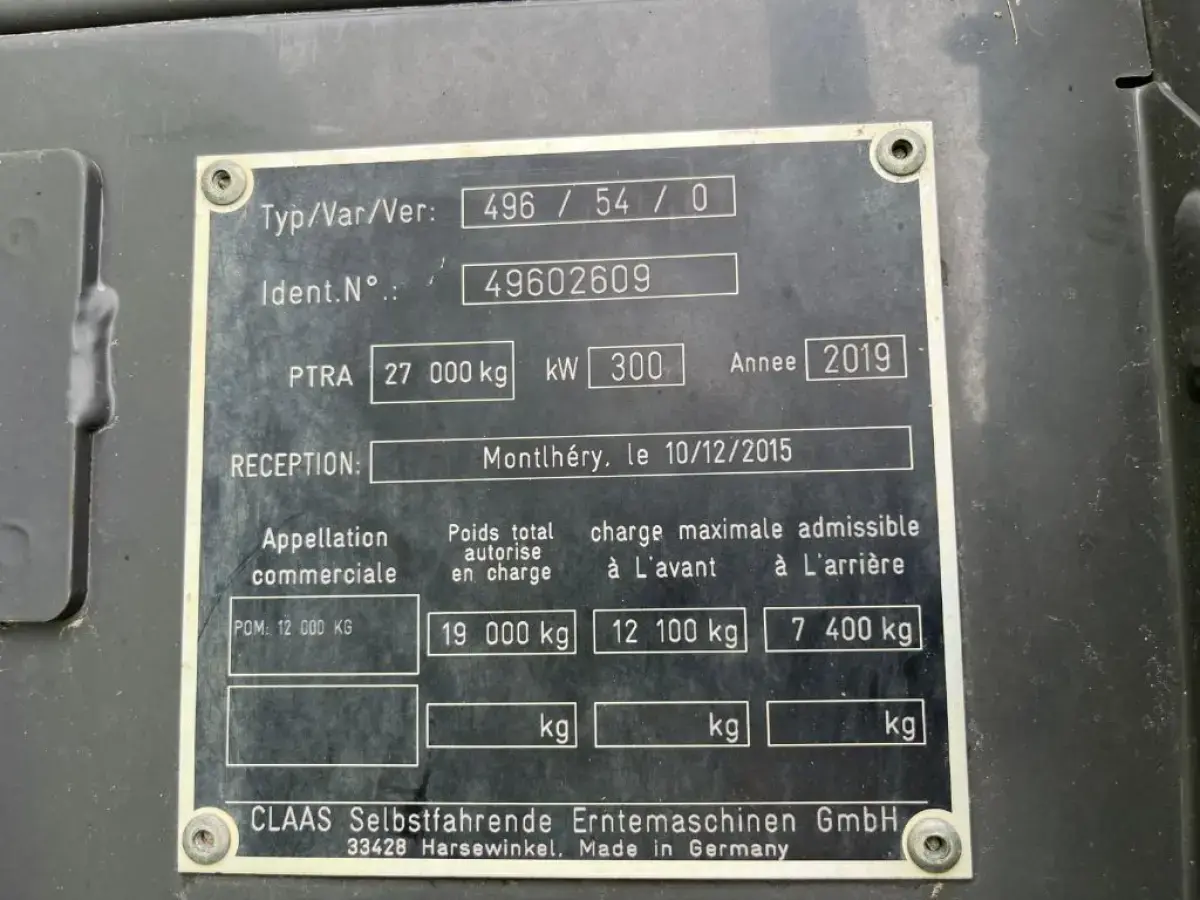 Typ/Var/Ver: 496 / 54 / 0
Ident.N°.: 49602609
PTRA 27 000 kg kW 300 Annee 2019
RECEPTION: Montlhéry, le 10/12/2015
Appellation commerciale
Poids total autorise en charge
charge maximale admissible
à L'avant à L'arrière
POM: 12 000 KG 19 000 kg 12 100 kg 7 400 kg
kg kg kg
CLAAS Selbstfahrende Erntemaschinen GmbH
33428 Harsewinkel, Made in Germany